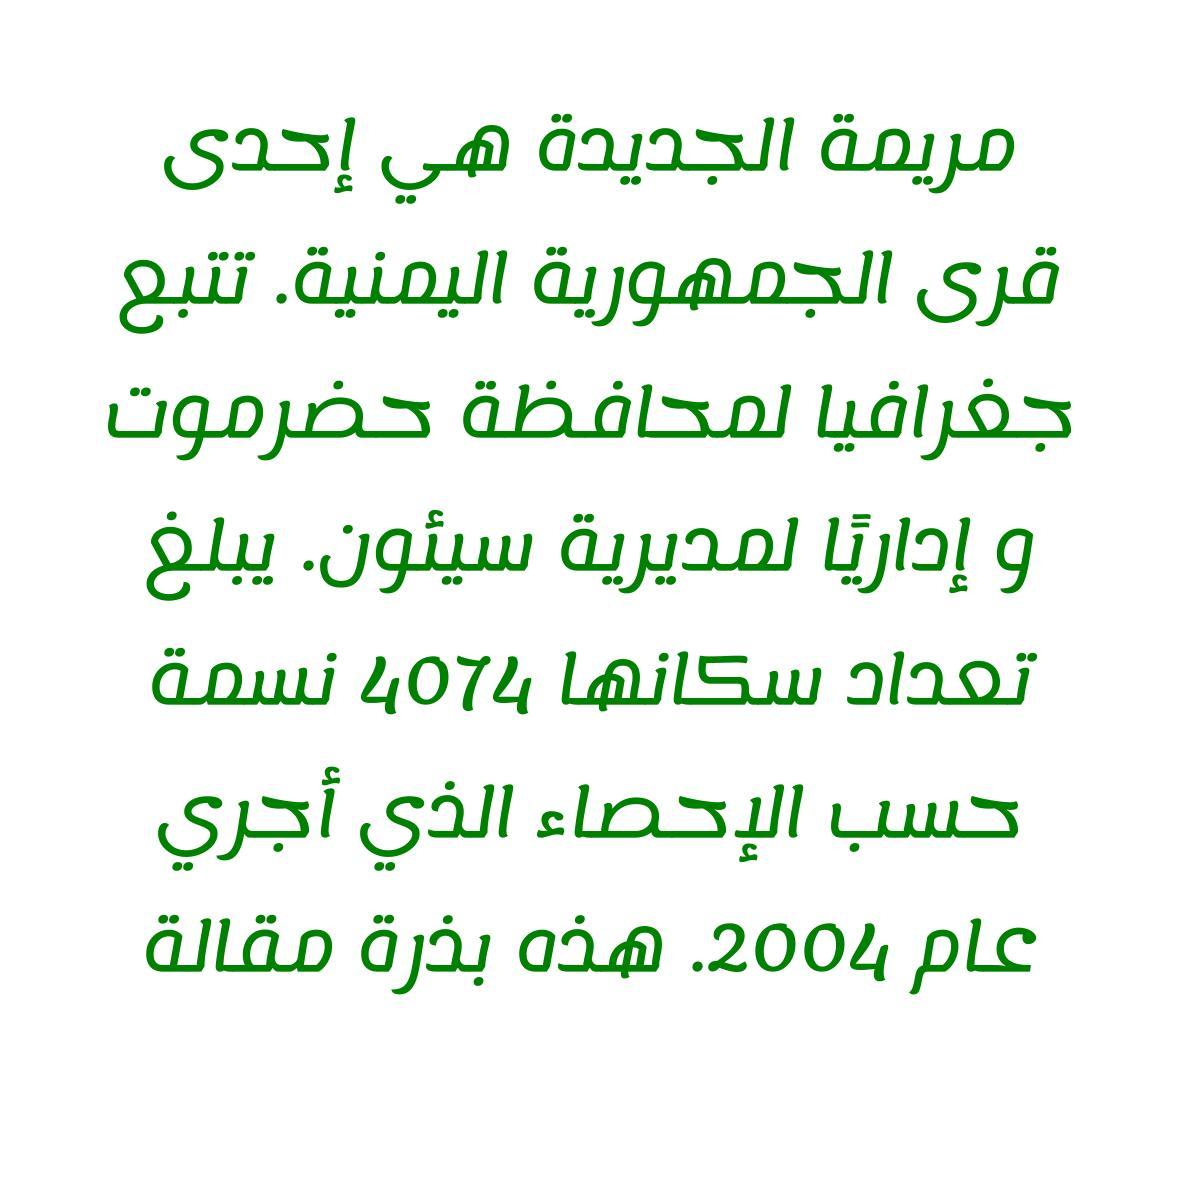 مريمة الجديدة هي إحدى
قرى الجمهورية اليمنية. تتبع
جغرافيا لمحافظة حضرموت
و إداريًا لمديرية سيئون. يبلغ
تعداد سكانها 4074 نسمة
حسب الإحصاء الذي أجري
عام 2004. هذه بذرة مقالة